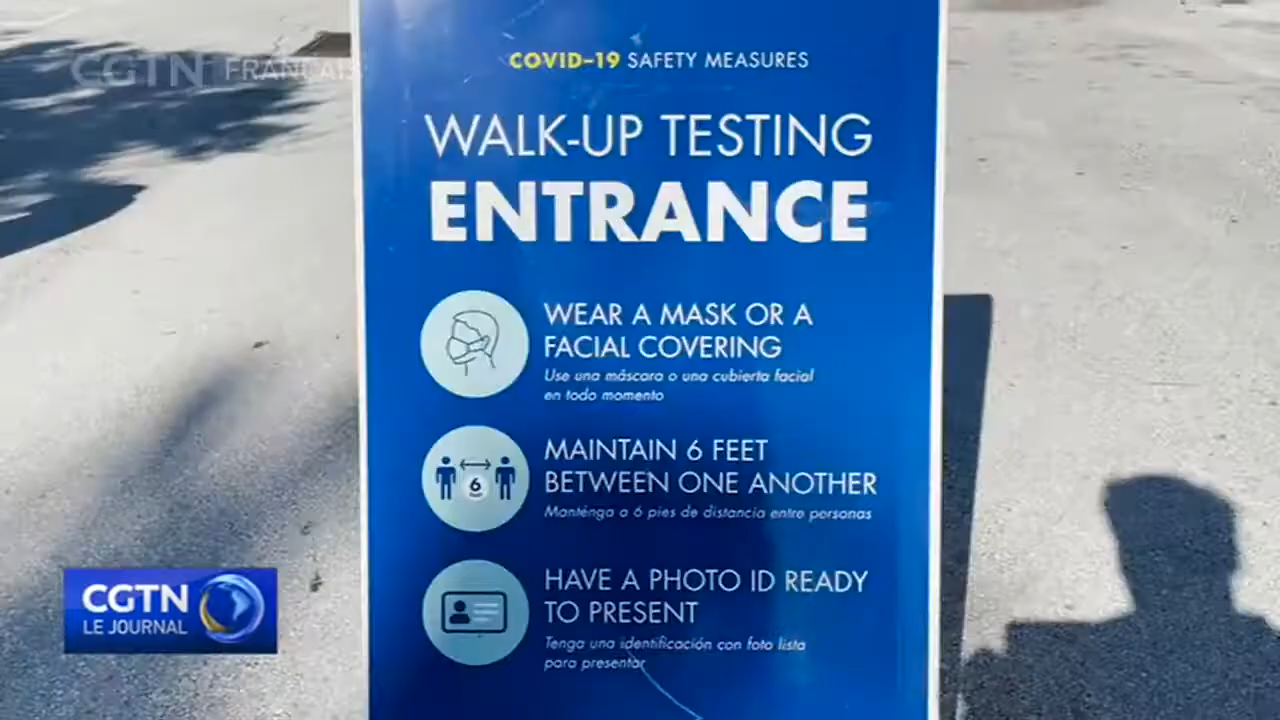 CGTN FRANÇAIS
COVID-19 SAFETY MEASURES
WALK-UP TESTING
ENTRANCE
WEAR A MASK OR A
FACIAL COVERING
Use una máscara o una cubierta facial
en todo momento
6
MAINTAIN 6 FEET
BETWEEN ONE ANOTHER
Manténga a 6 pies de distancia entre personas
HAVE A PHOTO ID READY
TO PRESENT
Tenga una identificación con foto lista
para presentar
CGTN
LE JOURNAL